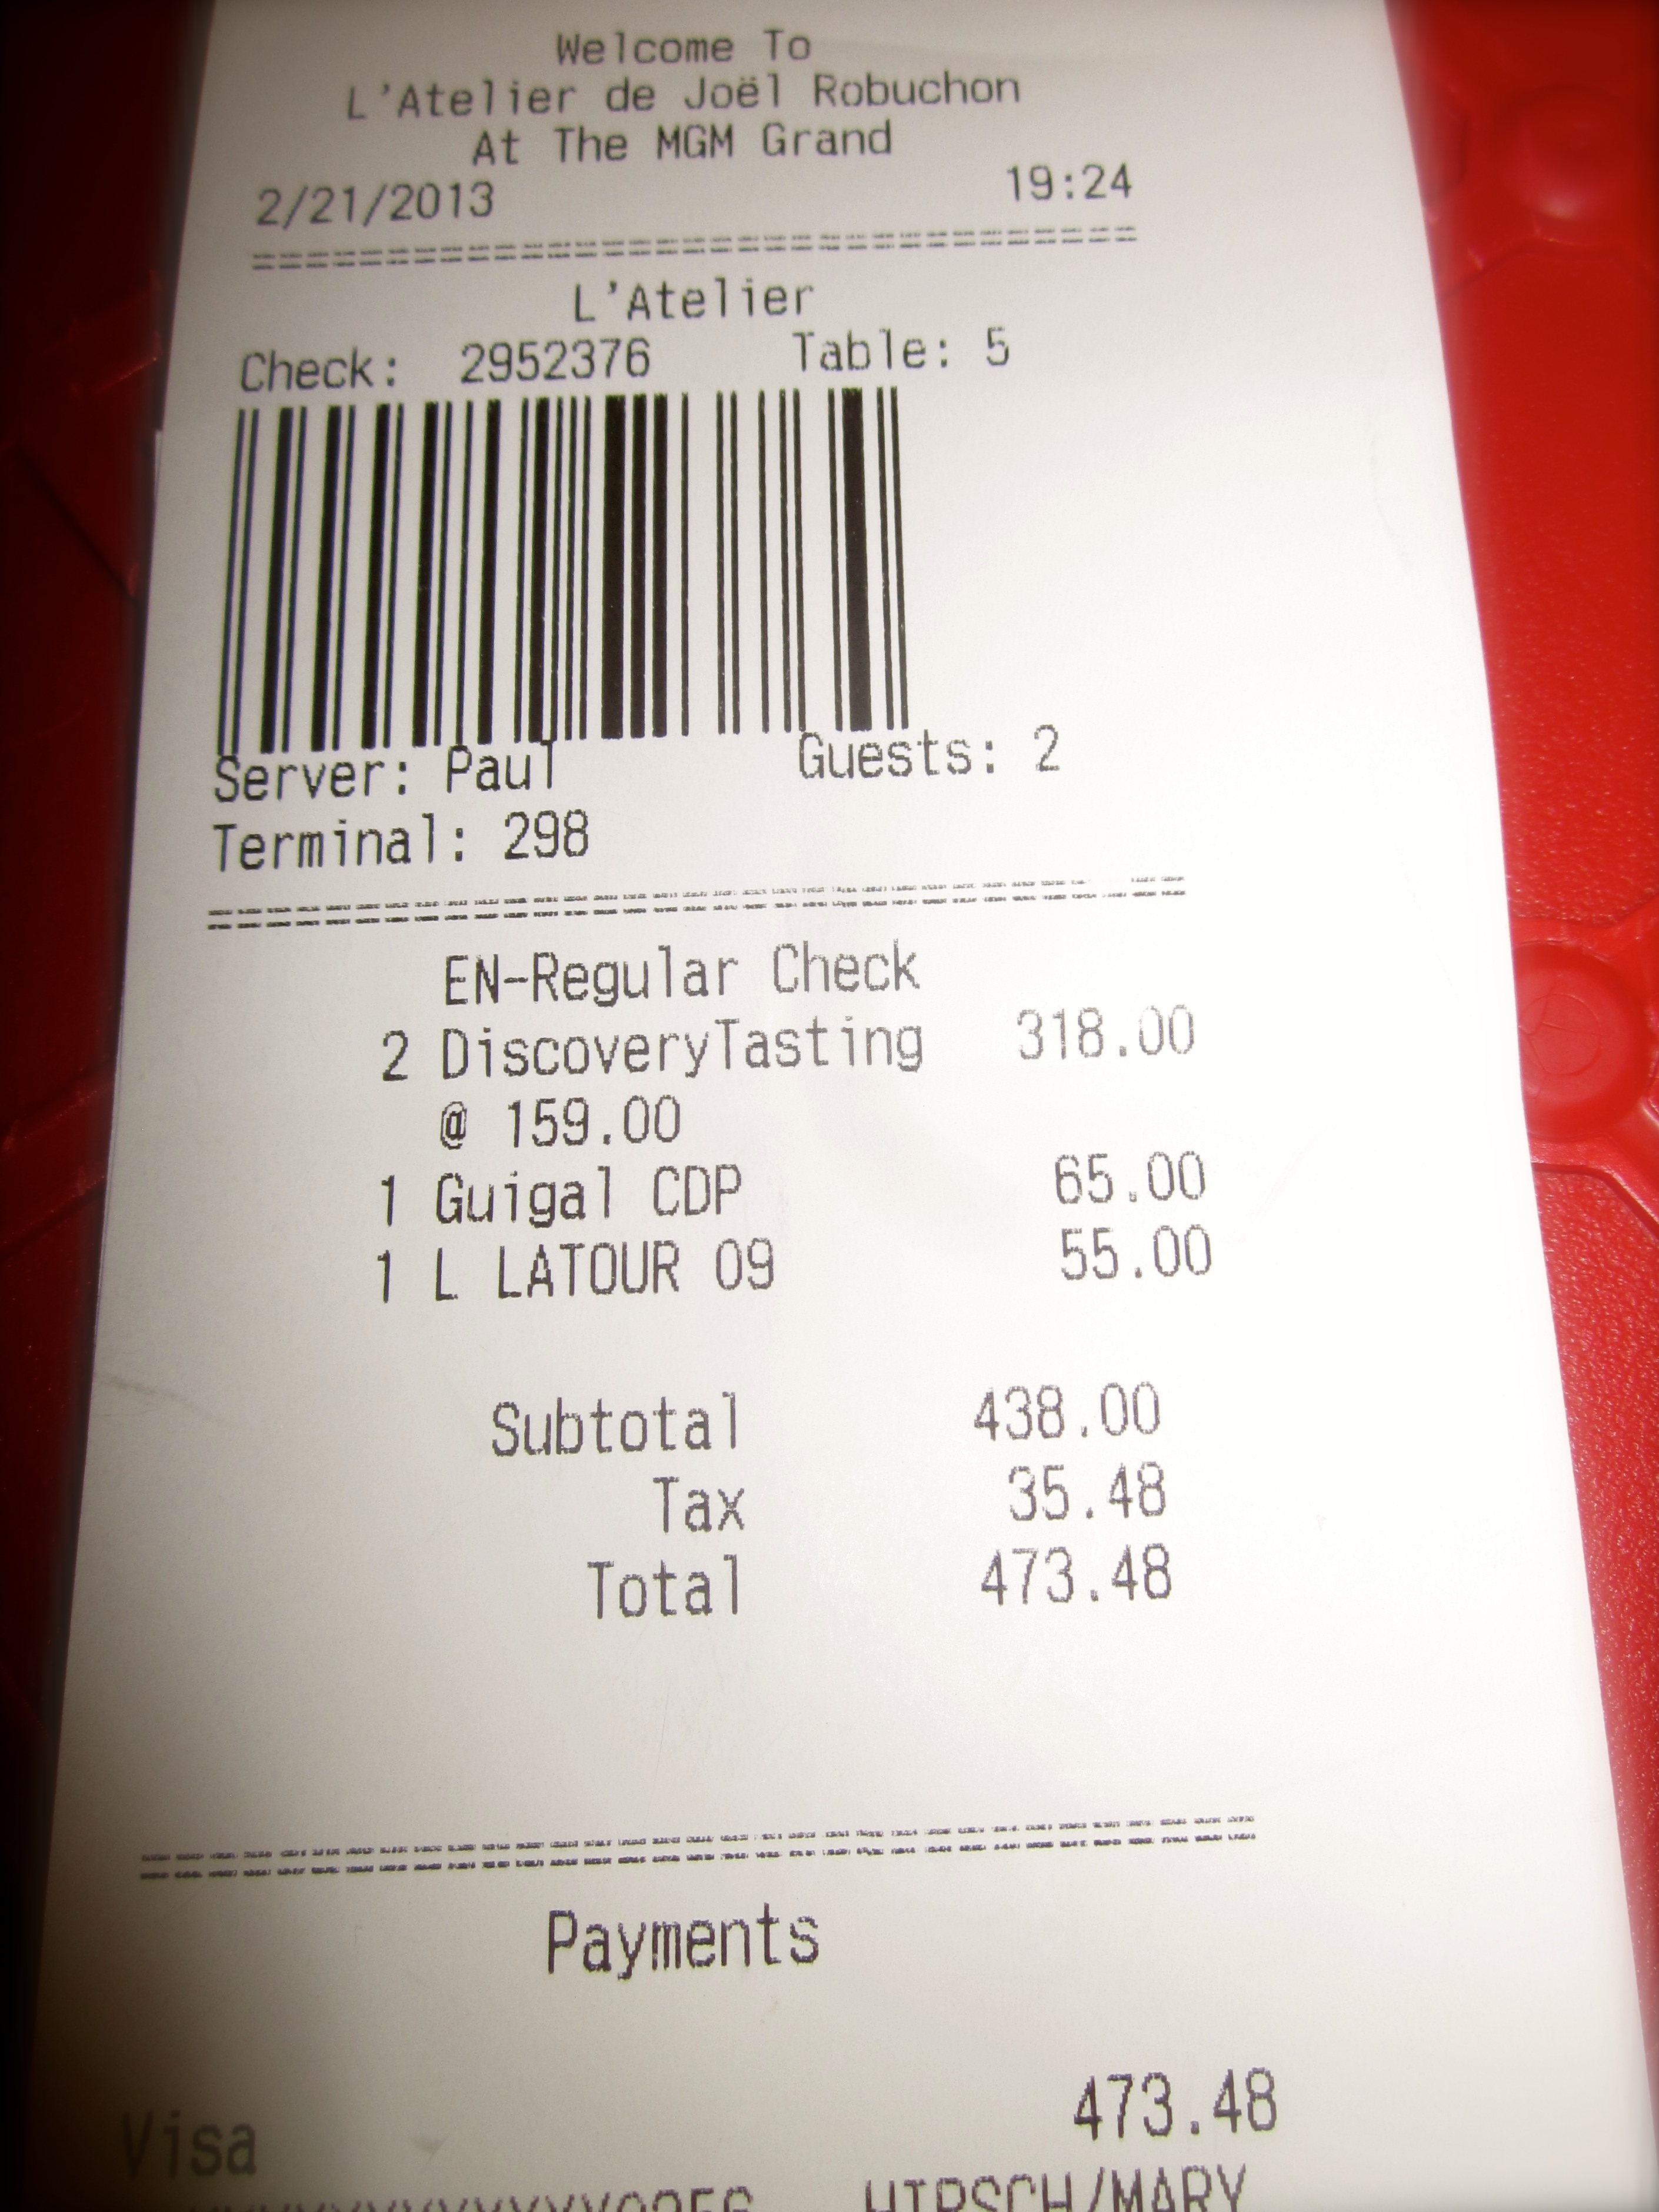 Welcome To
L'Atelier de Joël Robuchon
At The MGM Grand
2/21/2013 19:24
L'Atelier
Check: 2952376 Table: 5
Server: Paul Guests: 2
Terminal: 298
EN-Regular Check
2 DiscoveryTasting 318.00
@ 159.00
1 Guigal CDP 65.00
1 L LATOUR 09 55.00
Subtotal 438.00
Tax 35.48
Total 473.48
Payments
473.48
Visa
HIRSCH/MARY